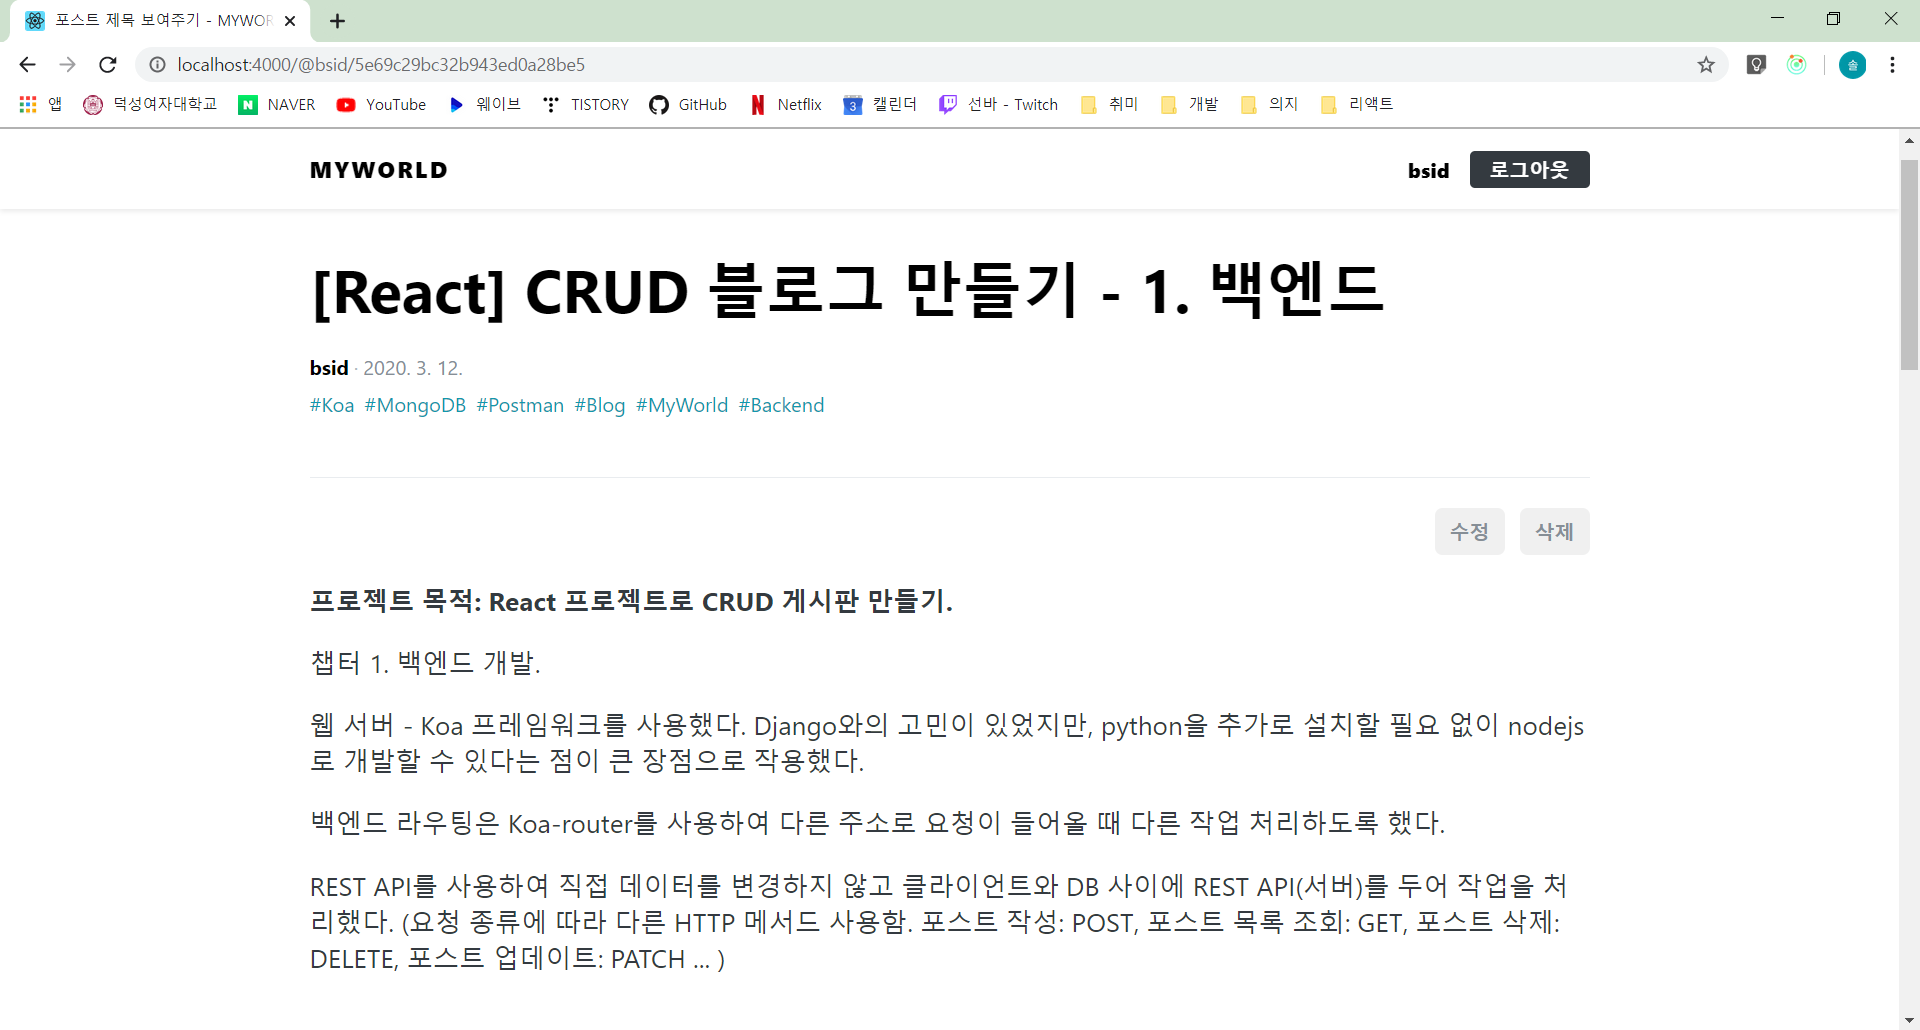 포스트 제목 보여주기 - MYWOR
localhost:4000/@bsid/5e69c29bc32b943ed0a28be5
솔
앱 덕성여자대학교 NAVER YouTube 웨이브 TISTORY GitHub Netflix 3 캘린더 선바 - Twitch 취미 개발 의지 리액트
MYWORLD bsid 로그아웃
[React] CRUD 블로그 만들기 - 1. 백엔드
bsid · 2020. 3. 12.
#Koa #MongoDB #Postman #Blog #MyWorld #Backend
수정 삭제
프로젝트 목적: React 프로젝트로 CRUD 게시판 만들기.
챕터 1. 백엔드 개발.
웹 서버 - Koa 프레임워크를 사용했다. Django와의 고민이 있었지만, python을 추가로 설치할 필요 없이 nodejs
로 개발할 수 있다는 점이 큰 장점으로 작용했다.
백엔드 라우팅은 Koa-router를 사용하여 다른 주소로 요청이 들어올 때 다른 작업 처리하도록 했다.
REST API를 사용하여 직접 데이터를 변경하지 않고 클라이언트와 DB 사이에 REST API(서버)를 두어 작업을 처
리했다. (요청 종류에 따라 다른 HTTP 메서드 사용함. 포스트 작성: POST, 포스트 목록 조회: GET, 포스트 삭제:
DELETE, 포스트 업데이트: PATCH ... )